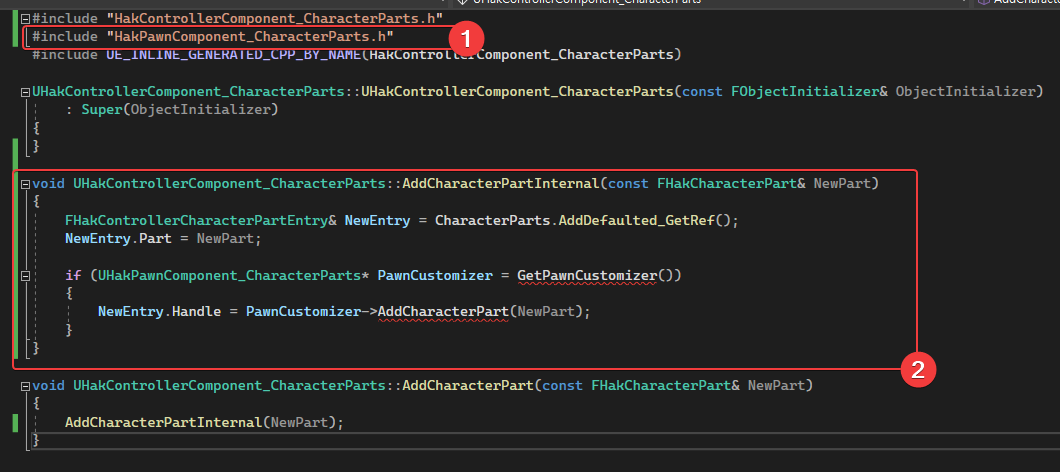 UHakControllerComponent_CharacterParts
#include "HakControllerComponent_CharacterParts.h"
#include "HakPawnComponent_CharacterParts.h"
1
#include UE_INLINE_GENERATED_CPP_BY_NAME(HakControllerComponent_CharacterParts)
UHakControllerComponent_CharacterParts::UHakControllerComponent_CharacterParts(const FObjectInitializer& ObjectInitializer)
: Super(ObjectInitializer)
{
}
void UHakControllerComponent_CharacterParts::AddCharacterPartInternal(const FHakCharacterPart& NewPart)
{
FHakControllerCharacterPartEntry& NewEntry = CharacterParts.AddDefaulted_GetRef();
NewEntry.Part = NewPart;
if (UHakPawnComponent_CharacterParts* PawnCustomizer = GetPawnCustomizer())
{
NewEntry.Handle = PawnCustomizer->AddCharacterPart(NewPart);
}
}
2
void UHakControllerComponent_CharacterParts::AddCharacterPart(const FHakCharacterPart& NewPart)
{
AddCharacterPartInternal(NewPart);
}